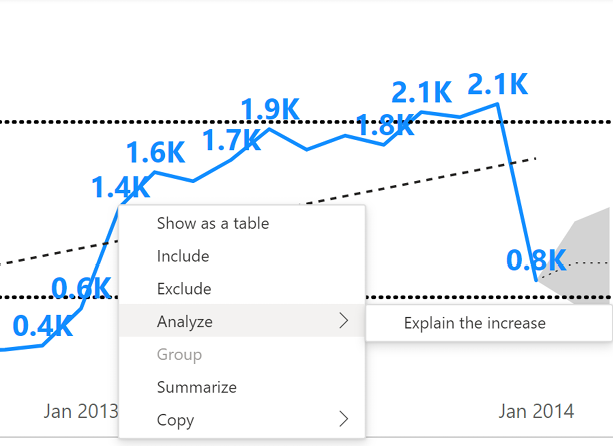 2.1K
2.1K
1.9K
1.8K
1.7K
1.6K
1.4K
0.8K
0.6K
0.4K
Show as a table
Include
Exclude
Analyze
Explain the increase
Group
Summarize
Copy
Jan 2013
Jan 2014